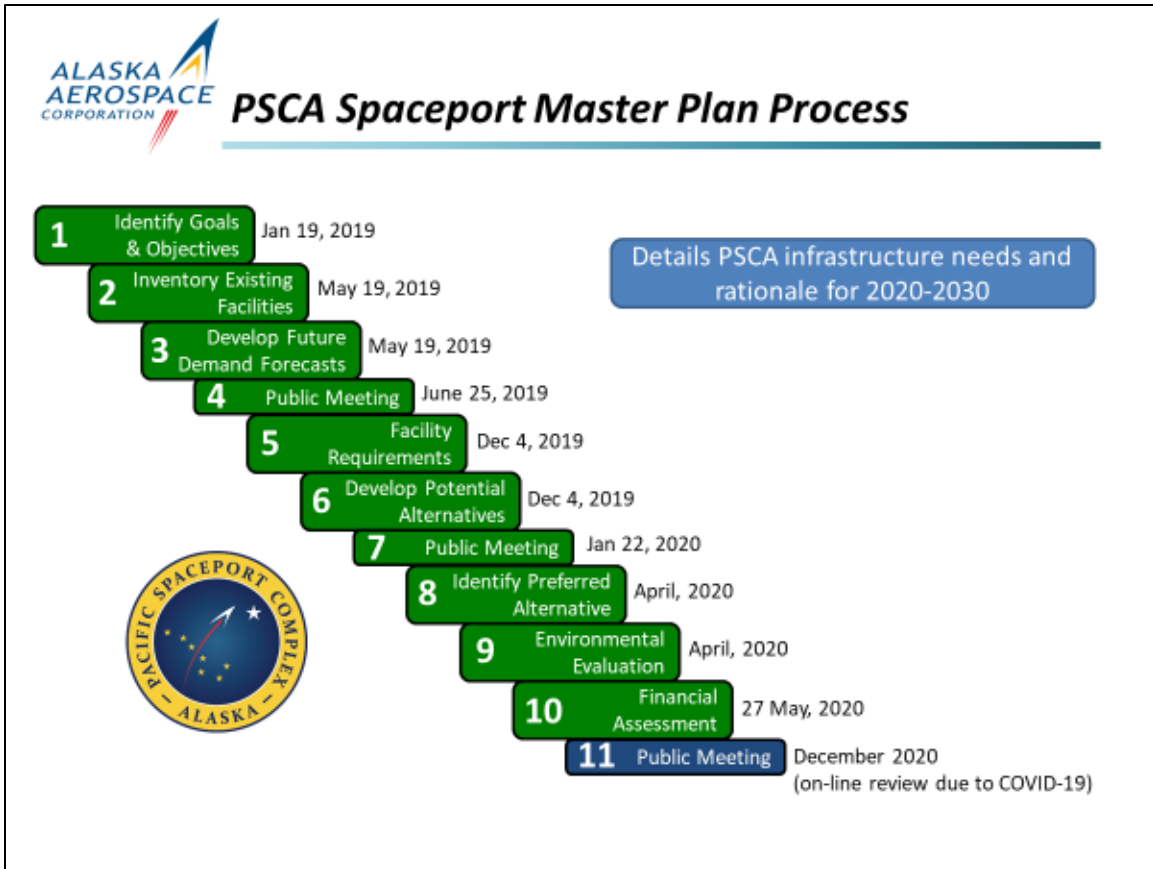 ALASKA
AEROSPACE
CORPORATION
PSCA Spaceport Master Plan Process
1 Identify Goals
& Objectives
Jan 19, 2019
Details PSCA infrastructure needs and
rationale for 2020-2030
2 Inventory Existing
Facilities
May 19, 2019
3 Develop Future
Demand Forecasts
May 19, 2019
4 Public Meeting
June 25, 2019
5 Facility
Requirements
Dec 4, 2019
6 Develop Potential
Alternatives
Dec 4, 2019
7 Public Meeting
Jan 22, 2020
8 Identify Preferred
Alternative
April, 2020
9 Environmental
Evaluation
April, 2020
10 Financial
Assessment
27 May, 2020
11 Public Meeting
December 2020
(on-line review due to COVID-19)
PACIFIC SPACEPORT COMPLEX
– ALASKA –